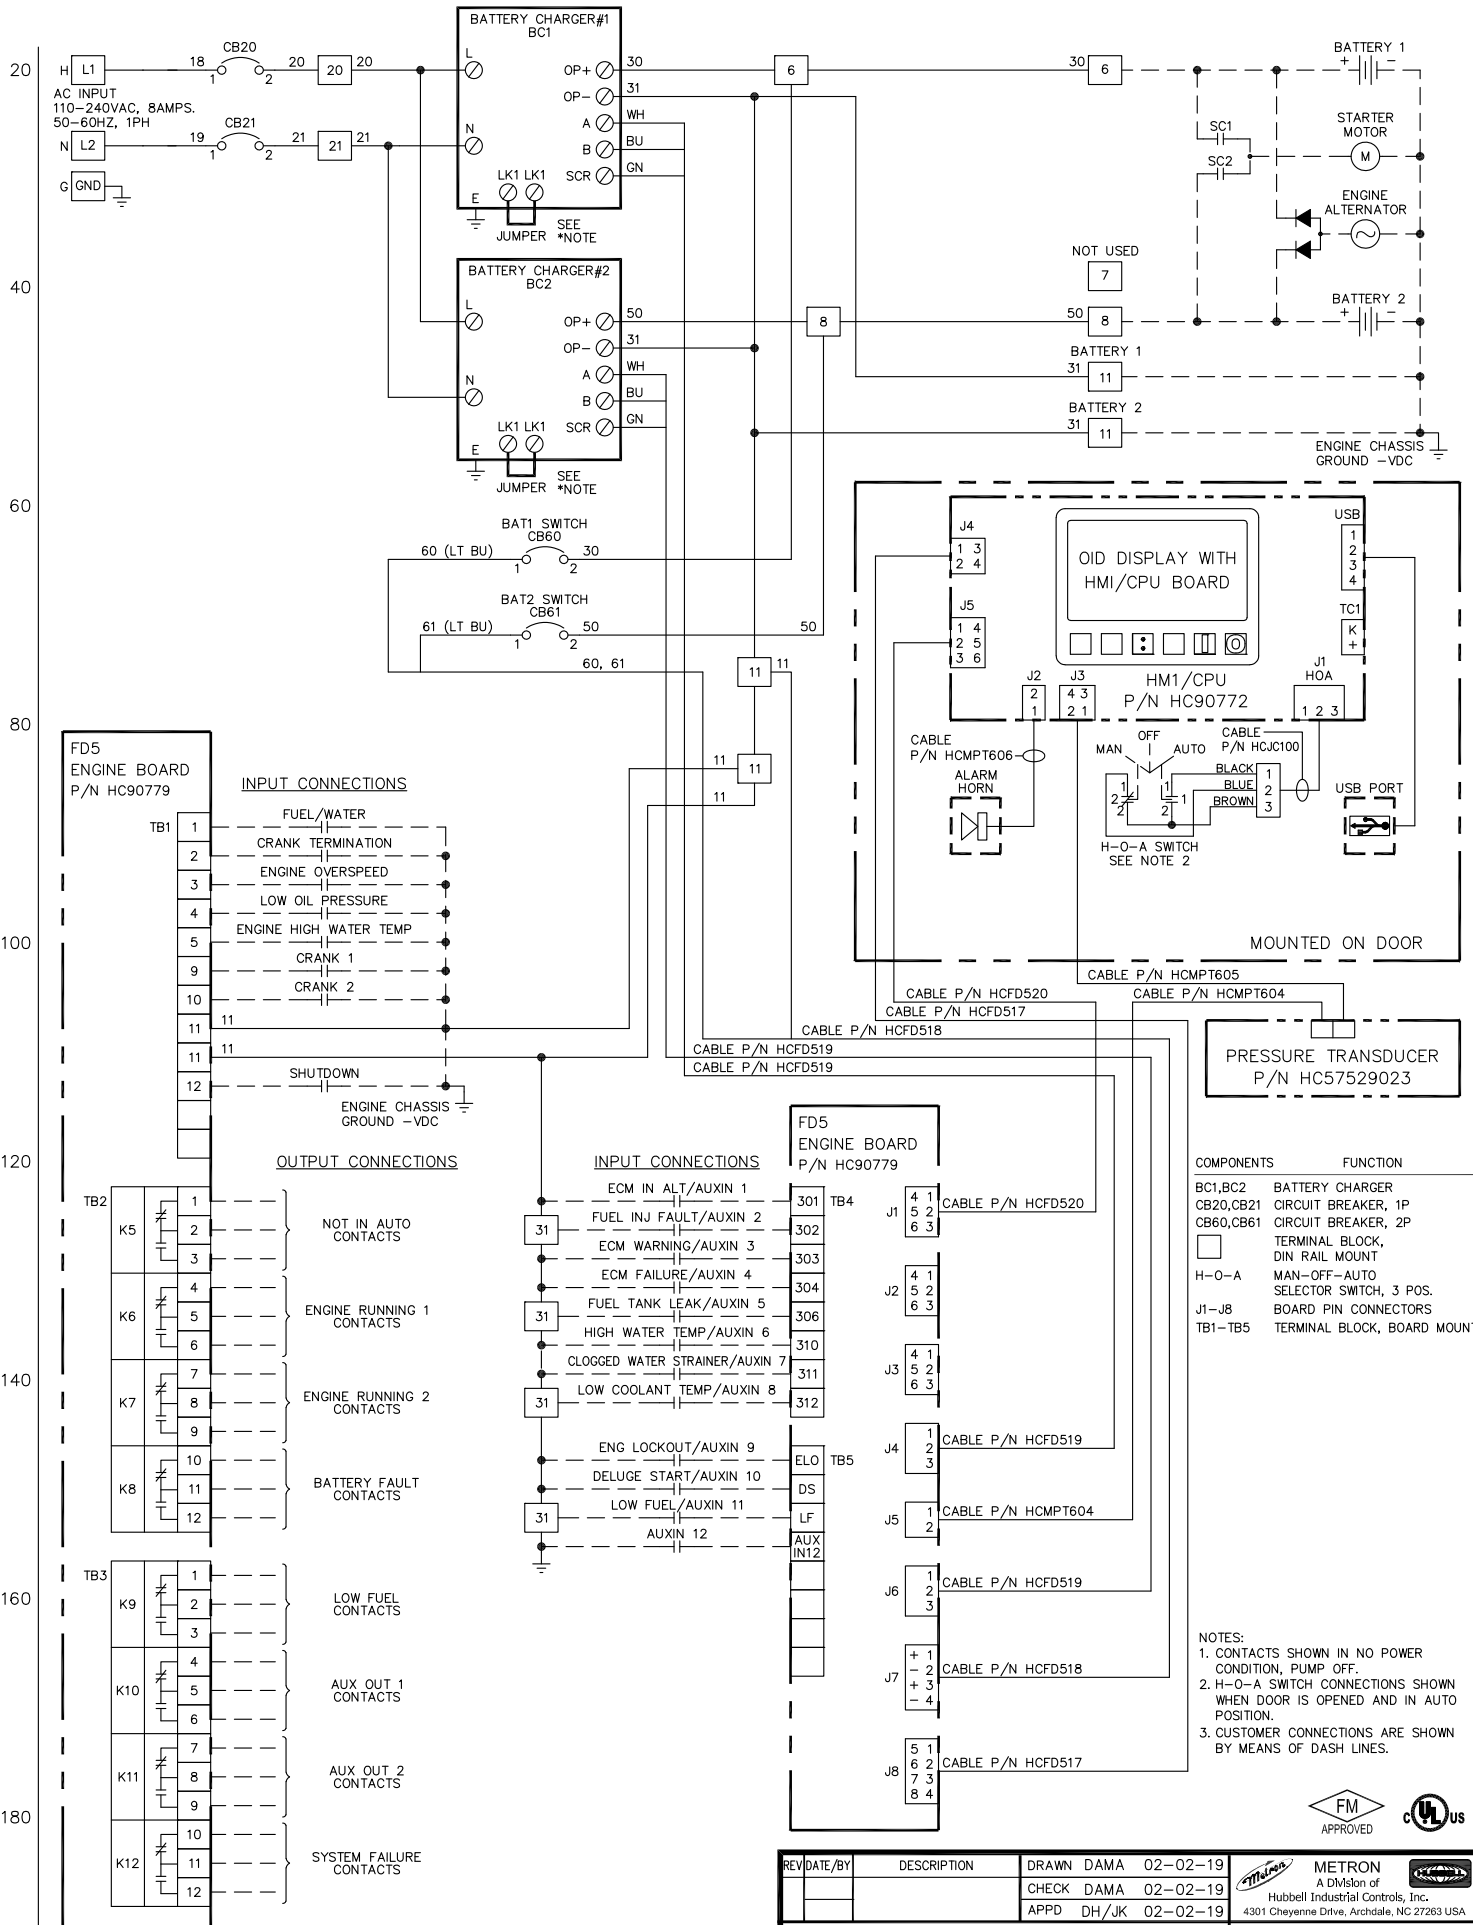 BATTERY CHARGER#1
BC1
20
H L1 18 CB20 20 20 20
1 2
AC INPUT
110-240VAC, 8AMPS.
50-60HZ, 1PH
N L2 19 CB21 21 21 21
1 2
G GND
L
N
E
OP+ 30
OP- 31
A WH
B BU
SCR GN
LK1 LK1
JUMPER
SEE
*NOTE
6
30 6
BATTERY 1
+ -
SC1
SC2
STARTER
MOTOR
M
ENGINE
ALTERNATOR
40
BATTERY CHARGER#2
BC2
L
N
E
OP+ 50
OP- 31
A WH
B BU
SCR GN
LK1 LK1
JUMPER
SEE
*NOTE
NOT USED
7
8
50 8
BATTERY 2
+ -
BATTERY 1
31 11
BATTERY 2
31 11
ENGINE CHASSIS
GROUND -VDC
60
BAT1 SWITCH
CB60
60 (LT BU) 30
1 2
BAT2 SWITCH
CB61
61 (LT BU) 50 50
1 2
60, 61
11 11
J4
1 3
2 4
J5
1 4
2 5
3 6
OID DISPLAY WITH
HMI/CPU BOARD
USB
1
2
3
4
TC1
K
+
HM1/CPU
P/N HC90772
J2
2
1
J3
4 3
2 1
J1
HOA
1 2 3
80
CABLE
P/N HCMPT606
ALARM
HORN
MAN OFF AUTO
CABLE
P/N HCJC100
BLACK 1
BLUE 2
BROWN 3
1
2
2
1
1
2
H-O-A SWITCH
SEE NOTE 2
USB PORT
MOUNTED ON DOOR
11 11
11
FD5
ENGINE BOARD
P/N HC90779
INPUT CONNECTIONS
TB1 1 FUEL/WATER
2 CRANK TERMINATION
3 ENGINE OVERSPEED
4 LOW OIL PRESSURE
100
5 ENGINE HIGH WATER TEMP
9 CRANK 1
10 CRANK 2
11 11
11 11
12 SHUTDOWN
ENGINE CHASSIS
GROUND -VDC
CABLE P/N HCMPT605
CABLE P/N HCFD520
CABLE P/N HCMPT604
CABLE P/N HCFD517
CABLE P/N HCFD518
CABLE P/N HCFD519
CABLE P/N HCFD519
PRESSURE TRANSDUCER
P/N HC57529023
120
OUTPUT CONNECTIONS
TB2
K5
1
2
3
NOT IN AUTO
CONTACTS
K6
4
5
6
ENGINE RUNNING 1
CONTACTS
140
K7
7
8
9
ENGINE RUNNING 2
CONTACTS
K8
10
11
12
BATTERY FAULT
CONTACTS
TB3
160
K9
1
2
3
LOW FUEL
CONTACTS
K10
4
5
6
AUX OUT 1
CONTACTS
K11
7
8
9
AUX OUT 2
CONTACTS
180
K12
10
11
12
SYSTEM FAILURE
CONTACTS
INPUT CONNECTIONS
FD5
ENGINE BOARD
P/N HC90779
ECM IN ALT/AUXIN 1 301 TB4
31 FUEL INJ FAULT/AUXIN 2 302
ECM WARNING/AUXIN 3 303
ECM FAILURE/AUXIN 4 304
31 FUEL TANK LEAK/AUXIN 5 306
HIGH WATER TEMP/AUXIN 6 310
CLOGGED WATER STRAINER/AUXIN 7 311
31 LOW COOLANT TEMP/AUXIN 8 312
ENG LOCKOUT/AUXIN 9 ELO TB5
DELUGE START/AUXIN 10 DS
31 LOW FUEL/AUXIN 11 LF
AUXIN 12 AUX
IN12
J1
4 1
5 2
6 3
CABLE P/N HCFD520
J2
4 1
5 2
6 3
J3
4 1
5 2
6 3
J4
1
2
3
CABLE P/N HCFD519
J5
1
2
CABLE P/N HCMPT604
J6
1
2
3
CABLE P/N HCFD519
J7
+ 1
- 2
+ 3
- 4
CABLE P/N HCFD518
J8
5 1
6 2
7 3
8 4
CABLE P/N HCFD517
COMPONENTS FUNCTION
BC1,BC2 BATTERY CHARGER
CB20,CB21 CIRCUIT BREAKER, 1P
CB60,CB61 CIRCUIT BREAKER, 2P
TERMINAL BLOCK,
DIN RAIL MOUNT
H-O-A MAN-OFF-AUTO
SELECTOR SWITCH, 3 POS.
J1-J8 BOARD PIN CONNECTORS
TB1-TB5 TERMINAL BLOCK, BOARD MOUNT
NOTES:
1. CONTACTS SHOWN IN NO POWER
CONDITION, PUMP OFF.
2. H-O-A SWITCH CONNECTIONS SHOWN
WHEN DOOR IS OPENED AND IN AUTO
POSITION.
3. CUSTOMER CONNECTIONS ARE SHOWN
BY MEANS OF DASH LINES.
FM
APPROVED
C UL US
REV DATE/BY DESCRIPTION
DRAWN DAMA 02-02-19
CHECK DAMA 02-02-19
APPD DH/JK 02-02-19
Metron
METRON
A Division of
Hubbell Industrial Controls, Inc.
4301 Cheyenne Drive, Archdale, NC 27263 USA
HUBBELL